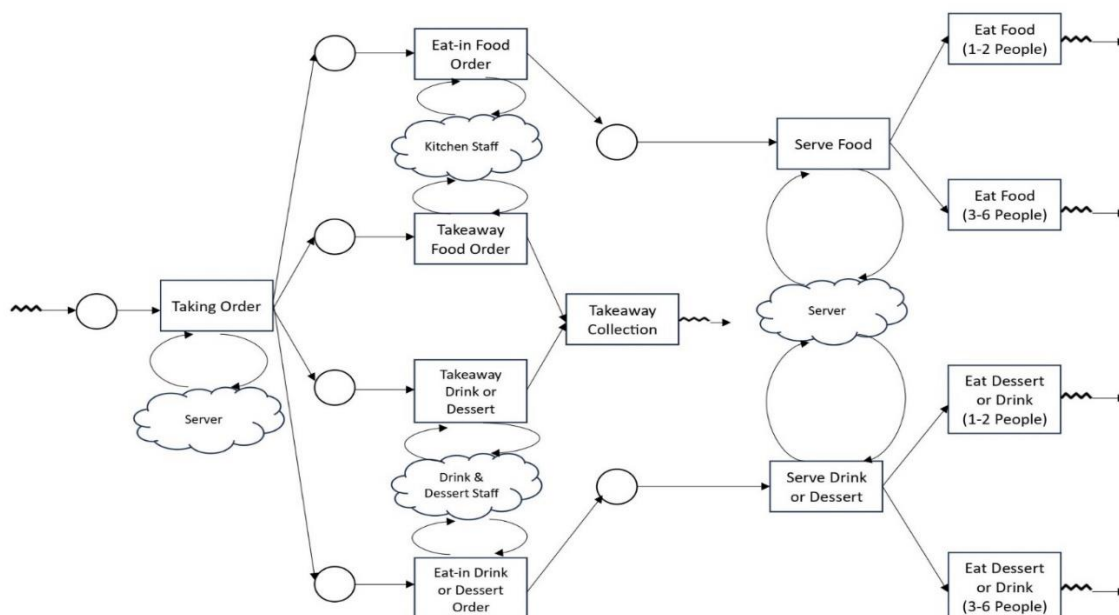 Eat-in Food
Order
Eat Food
(1-2 People)
Kitchen Staff
Serve Food
Eat Food
(3-6 People)
Takeaway
Food Order
Taking Order
Takeaway
Collection
Server
Takeaway
Drink or
Dessert
Eat Dessert
or Drink
(1-2 People)
Server
Drink &
Dessert Staff
Serve Drink
or Dessert
Eat-in Drink
or Dessert
Order
Eat Dessert
or Drink
(3-6 People)